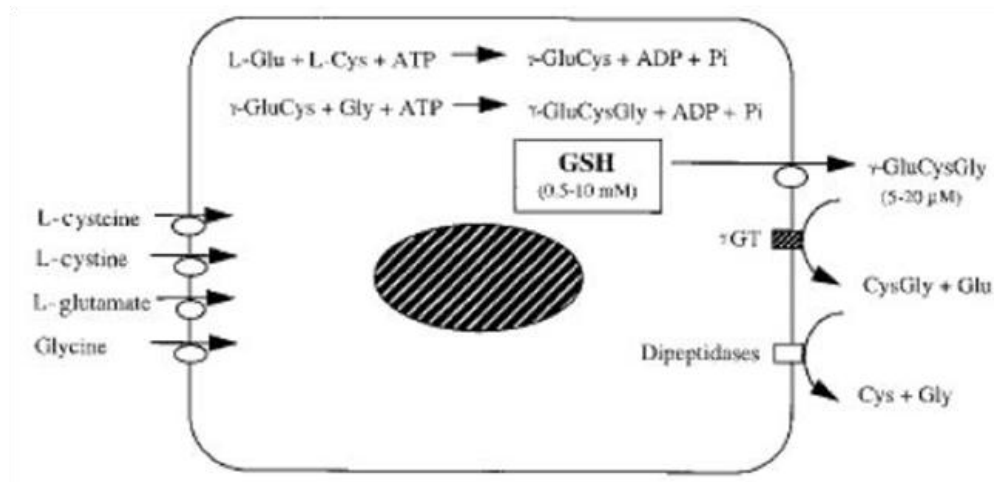 L-Glu + L-Cys + ATP
γ-GluCys + ADP + Pi
γ-GluCys + Gly + ATP
γ-GluCysGly + ADP + Pi
GSH
(0.5-10 mM)
γ-GluCysGly
(5-20 µM)
L-cysteine
L-cystine
L-glutamate
Glycine
γGT
CysGly + Glu
Dipeptidases
Cys + Gly